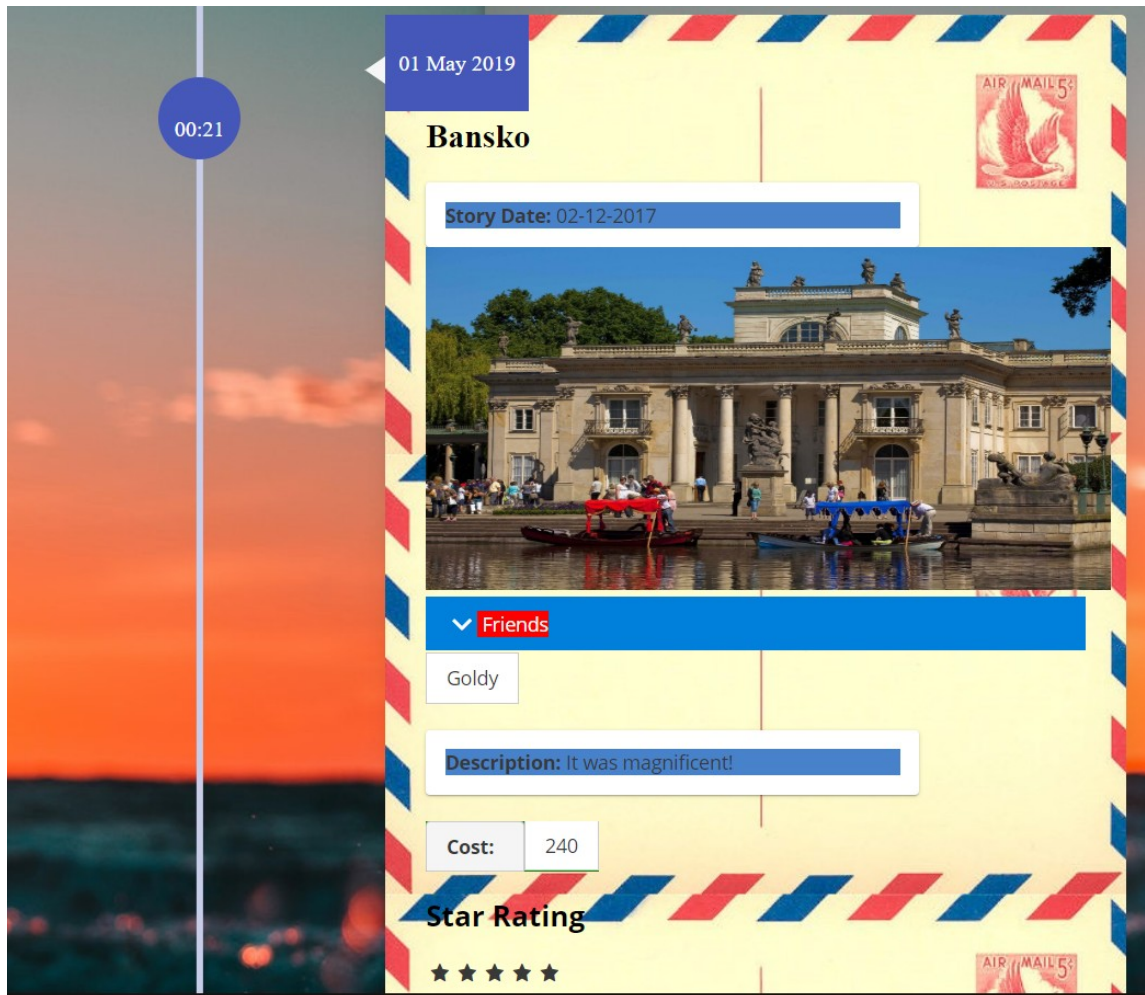 01 May 2019
00:21
AIR MAIL 5¢
Bansko
U.S. POSTAGE
Story Date: 02-12-2017
Friends
Goldy
Description: It was magnificent!
Cost: 240
Star Rating
AIR MAIL 5¢